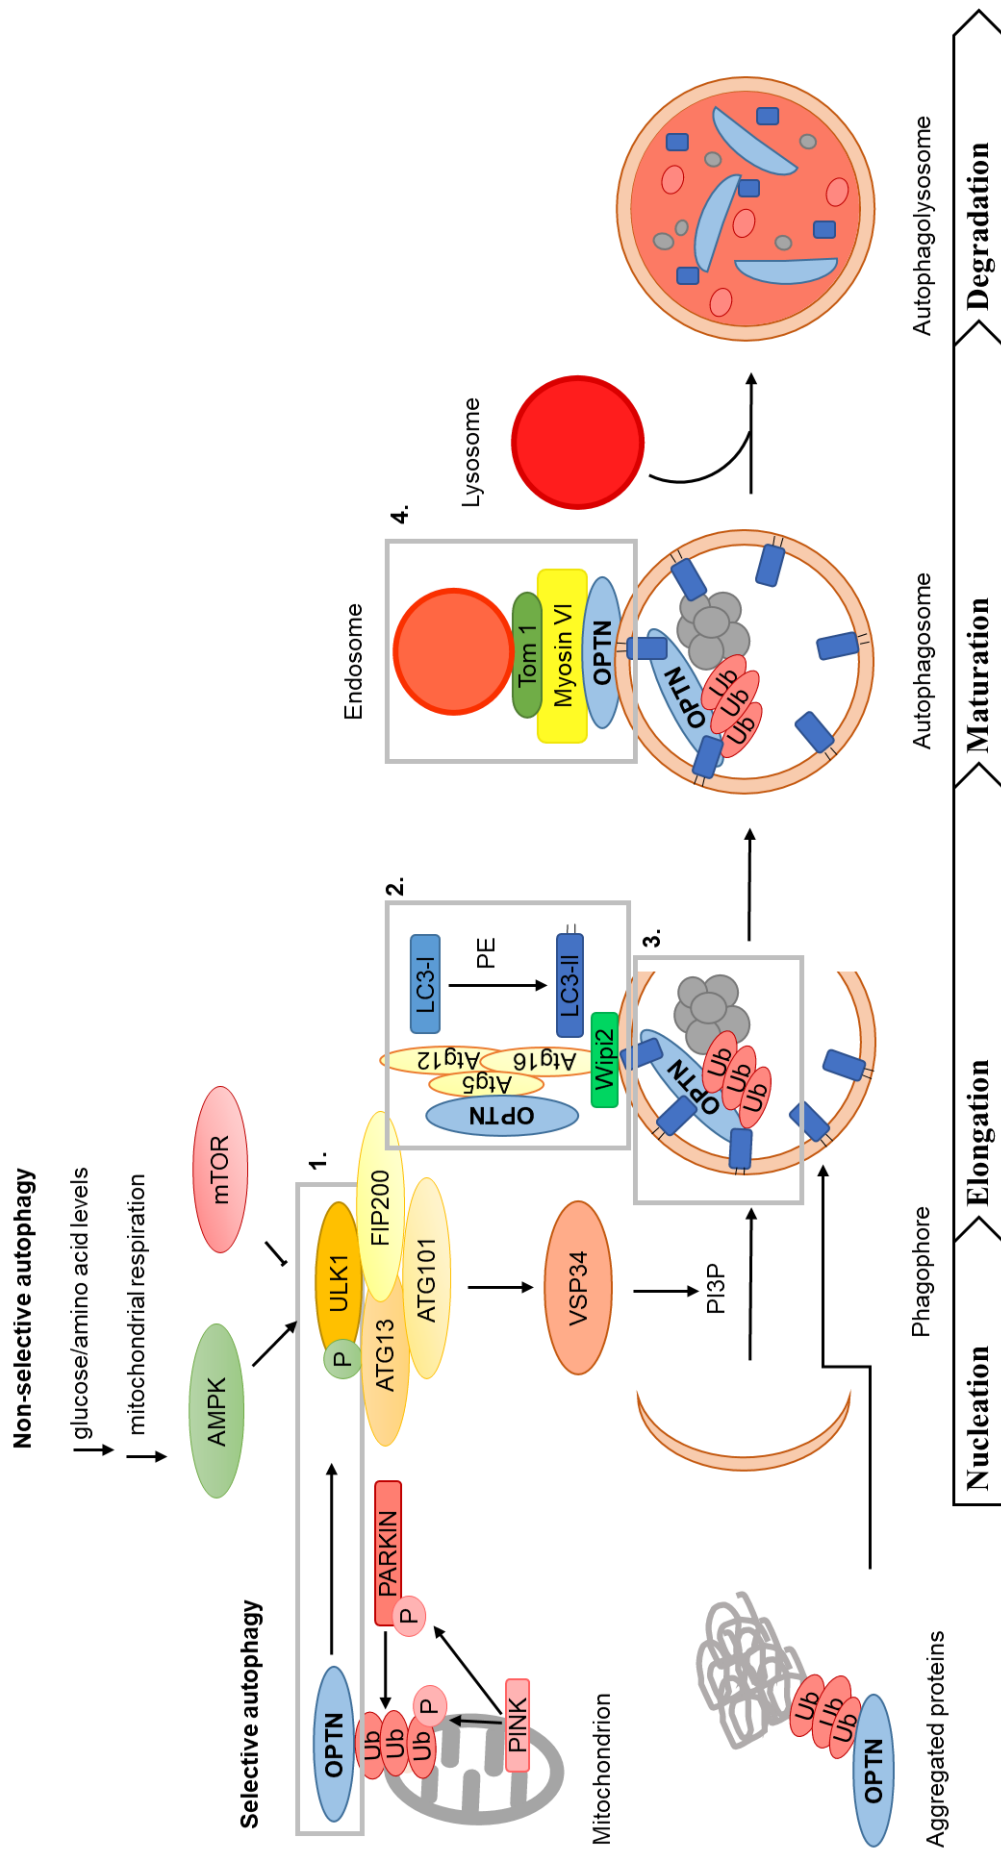 Non-selective autophagy
glucose/amino acid levels
mitochondrial respiration
AMPK
mTOR
Selective autophagy
1.
OPTN
Ub
Ub
Ub
P
PARKIN
P
PINK
Mitochondrion
P
ULK1
FIP200
ATG13
ATG101
VSP34
PI3P
2.
OPTN
Atg5
Atg12
Atg16
LC3-I
PE
LC3-II
Wipi2
3.
OPTN
Ub
Ub
Ub
Phagophore
4.
Endosome
Tom 1
Myosin VI
OPTN
OPTN
Ub
Ub
Ub
Autophagosome
Lysosome
Autophagolysosome
Ub
Ub
Ub
OPTN
Aggregated proteins
Nucleation
Elongation
Maturation
Degradation